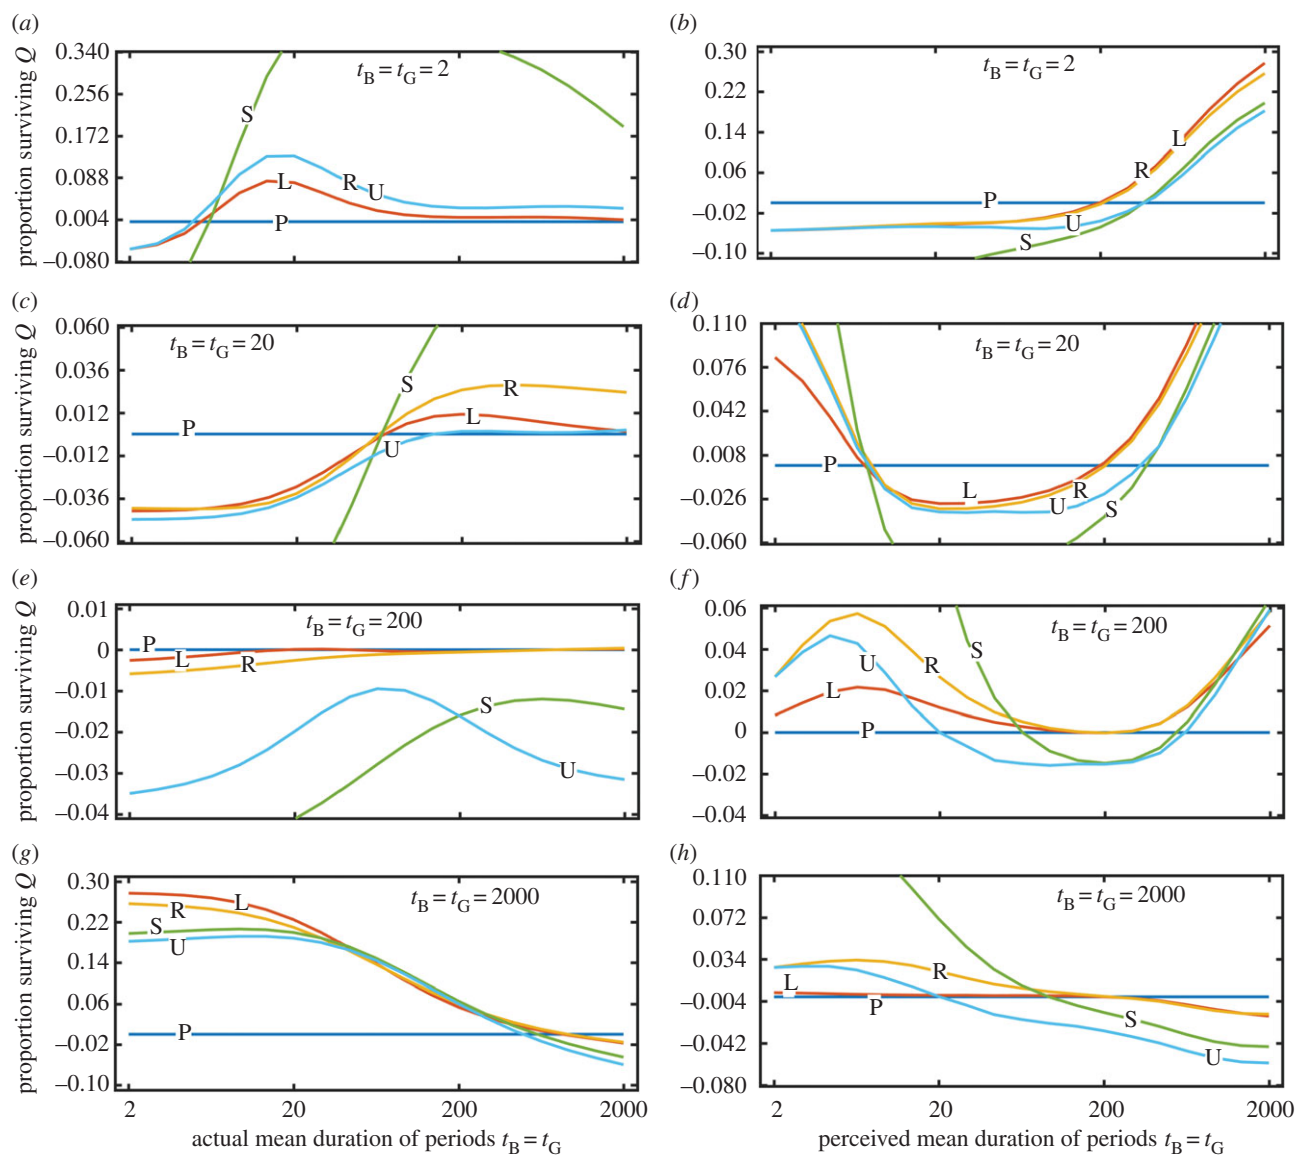 (a)
proportion surviving Q
0.340
0.256
0.172
0.088
0.004
–0.080
tB = tG = 2
S
L
R
U
P
(b)
0.30
0.22
0.14
0.06
–0.02
–0.10
tB = tG = 2
P
R
L
S
U
(c)
proportion surviving Q
0.060
0.036
0.012
–0.012
–0.036
–0.060
tB = tG = 20
P
S
R
L
U
(d)
0.110
0.076
0.042
0.008
–0.026
–0.060
tB = tG = 20
P
L
R
U
S
(e)
proportion surviving Q
0.01
0
–0.01
–0.02
–0.03
–0.04
tB = tG = 200
P
L
R
S
U
(f)
0.06
0.04
0.02
0
–0.02
–0.04
tB = tG = 200
S
R
U
L
P
(g)
proportion surviving Q
0.30
0.22
0.14
0.06
–0.02
–0.10
tB = tG = 2000
L
R
S
U
P
2 20 200 2000
actual mean duration of periods tB = tG
(h)
0.110
0.072
0.034
–0.004
–0.042
–0.080
tB = tG = 2000
L
R
P
S
U
2 20 200 2000
perceived mean duration of periods tB = tG